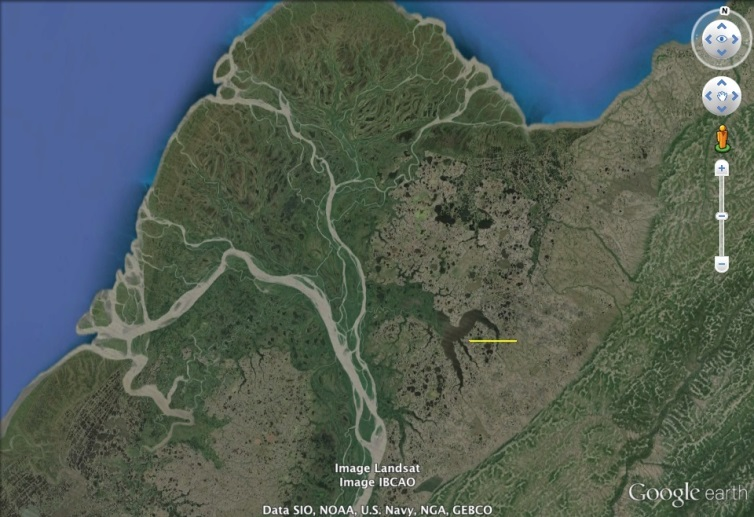 N
Image Landsat
Image IBCAO
Google earth
Data SIO, NOAA, U.S. Navy, NGA, GEBCO